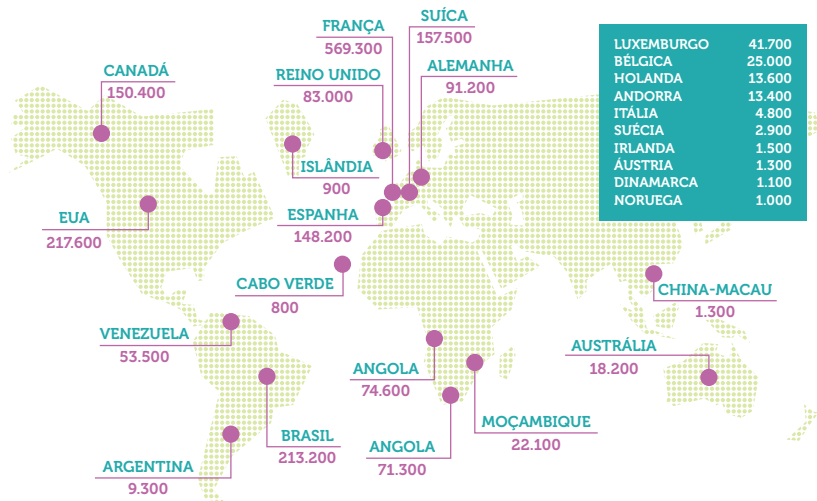 SUÍCA
157.500
FRANÇA
569.300
CANADÁ
150.400
REINO UNIDO
83.000
ALEMANHA
91.200
LUXEMBURGO 41.700
BÉLGICA 25.000
HOLANDA 13.600
ANDORRA 13.400
ITÁLIA 4.800
SUÉCIA 2.900
IRLANDA 1.500
ÁUSTRIA 1.300
DINAMARCA 1.100
NORUEGA 1.000
ISLÂNDIA
900
EUA
217.600
ESPANHA
148.200
CABO VERDE
800
CHINA-MACAU
1.300
VENEZUELA
53.500
AUSTRÁLIA
18.200
ANGOLA
74.600
MOÇAMBIQUE
22.100
BRASIL
213.200
ANGOLA
71.300
ARGENTINA
9.300